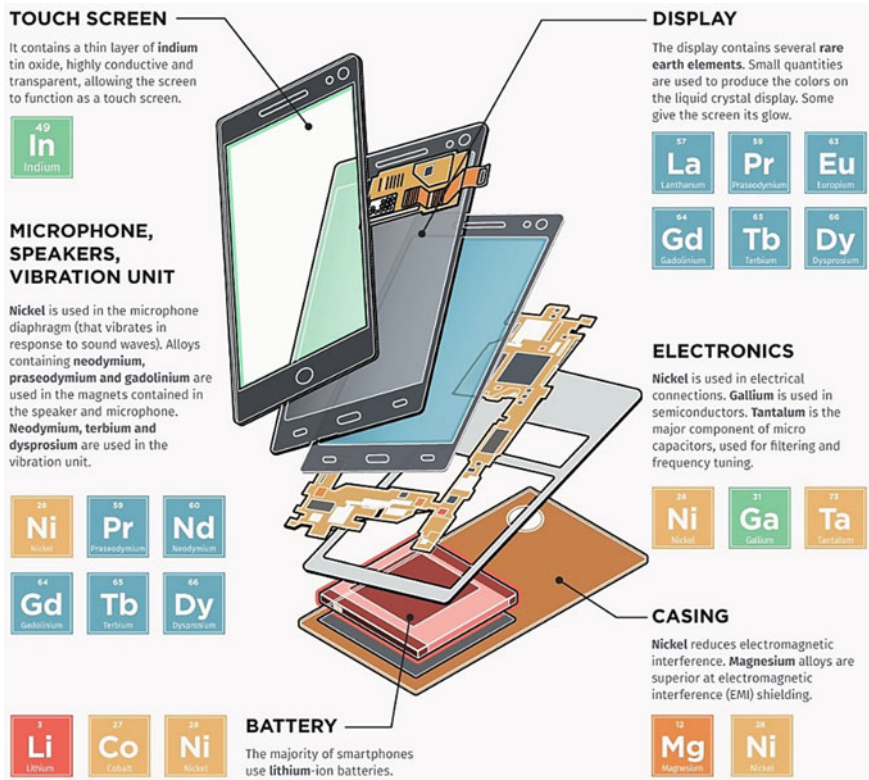 TOUCH SCREEN
It contains a thin layer of indium
tin oxide, highly conductive and
transparent, allowing the screen
to function as a touch screen.
49
In
Indium
DISPLAY
The display contains several rare
earth elements. Small quantities
are used to produce the colors on
the liquid crystal display. Some
give the screen its glow.
57
La
Lanthanum
59
Pr
Praseodymium
63
Eu
Europium
64
Gd
Gadolinium
65
Tb
Terbium
66
Dy
Dysprosium
MICROPHONE,
SPEAKERS,
VIBRATION UNIT
Nickel is used in the microphone
diaphragm (that vibrates in
response to sound waves). Alloys
containing neodymium,
praseodymium and gadolinium are
used in the magnets contained in
the speaker and microphone.
Neodymium, terbium and
dysprosium are used in the
vibration unit.
28
Ni
Nickel
59
Pr
Praseodymium
60
Nd
Neodymium
64
Gd
Gadolinium
65
Tb
Terbium
66
Dy
Dysprosium
ELECTRONICS
Nickel is used in electrical
connections. Gallium is used in
semiconductors. Tantalum is the
major component of micro
capacitors, used for filtering and
frequency tuning.
28
Ni
Nickel
31
Ga
Gallium
73
Ta
Tantalum
CASING
Nickel reduces electromagnetic
interference. Magnesium alloys are
superior at electromagnetic
interference (EMI) shielding.
12
Mg
Magnesium
28
Ni
Nickel
3
Li
Lithium
27
Co
Cobalt
28
Ni
Nickel
BATTERY
The majority of smartphones
use lithium-ion batteries.